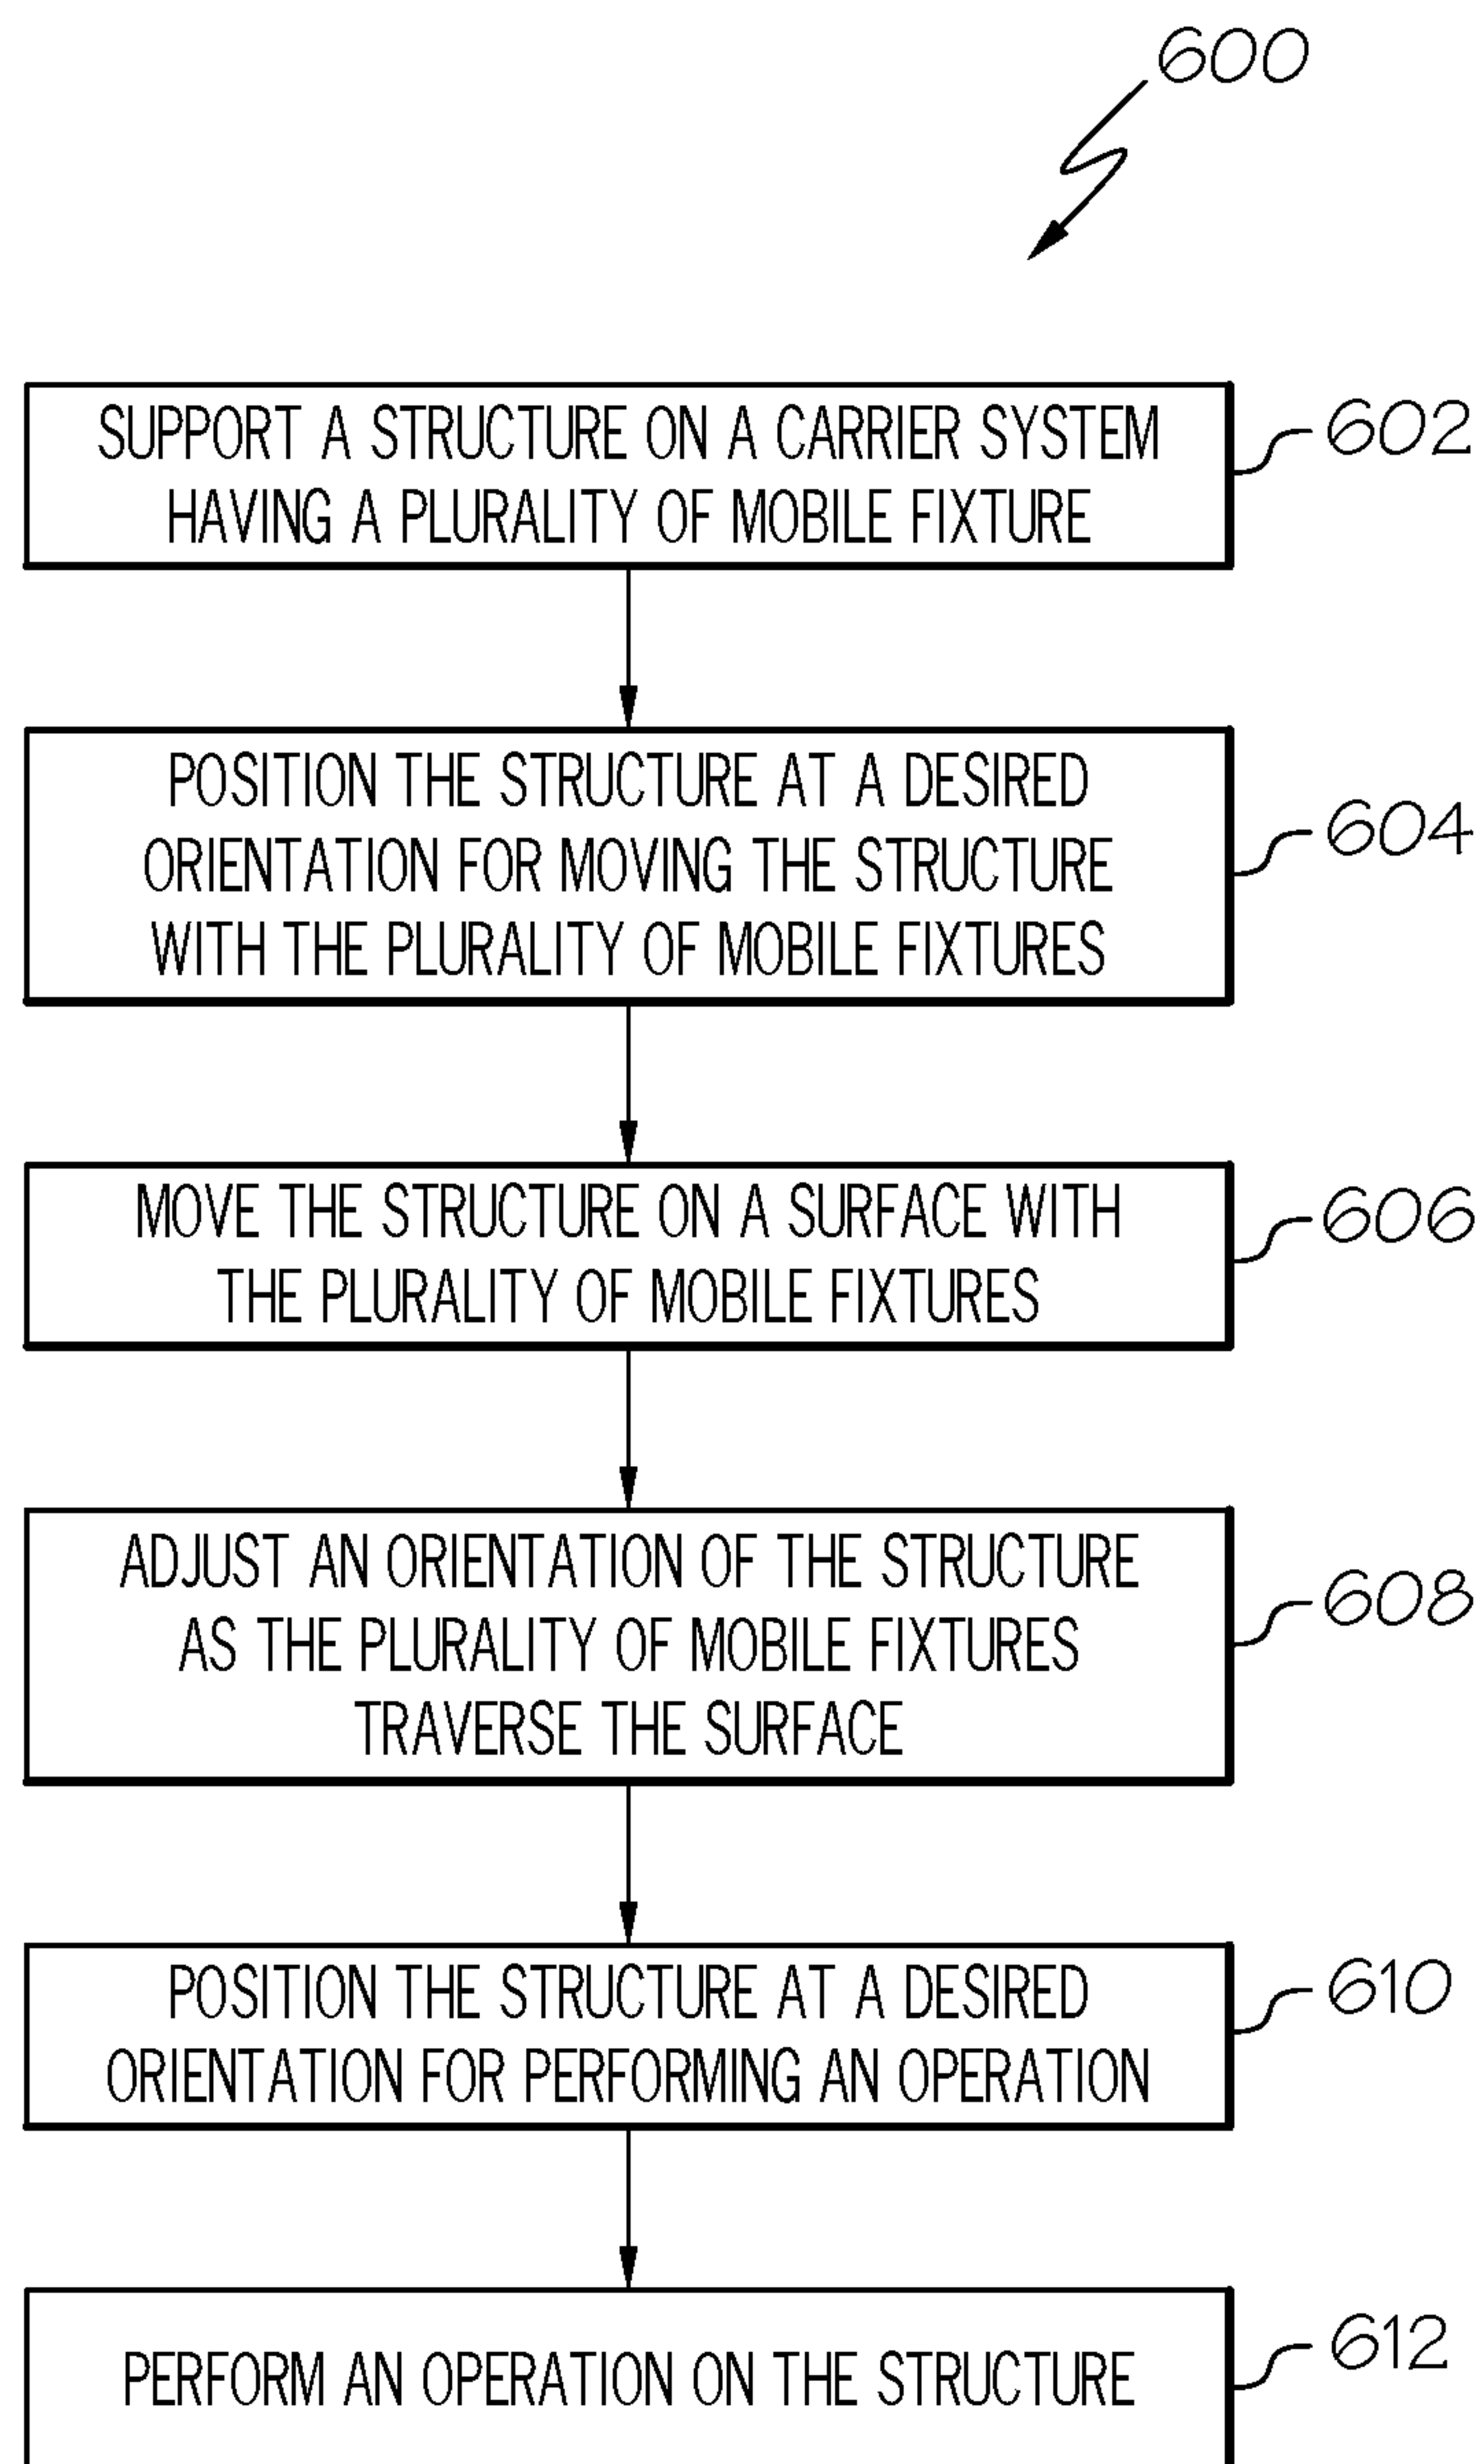 600
SUPPORT A STRUCTURE ON A CARRIER SYSTEM
HAVING A PLURALITY OF MOBILE FIXTURE
602
POSITION THE STRUCTURE AT A DESIRED
ORIENTATION FOR MOVING THE STRUCTURE
WITH THE PLURALITY OF MOBILE FIXTURES
604
MOVE THE STRUCTURE ON A SURFACE WITH
THE PLURALITY OF MOBILE FIXTURES
606
ADJUST AN ORIENTATION OF THE STRUCTURE
AS THE PLURALITY OF MOBILE FIXTURES
TRAVERSE THE SURFACE
608
POSITION THE STRUCTURE AT A DESIRED
ORIENTATION FOR PERFORMING AN OPERATION
610
PERFORM AN OPERATION ON THE STRUCTURE
612